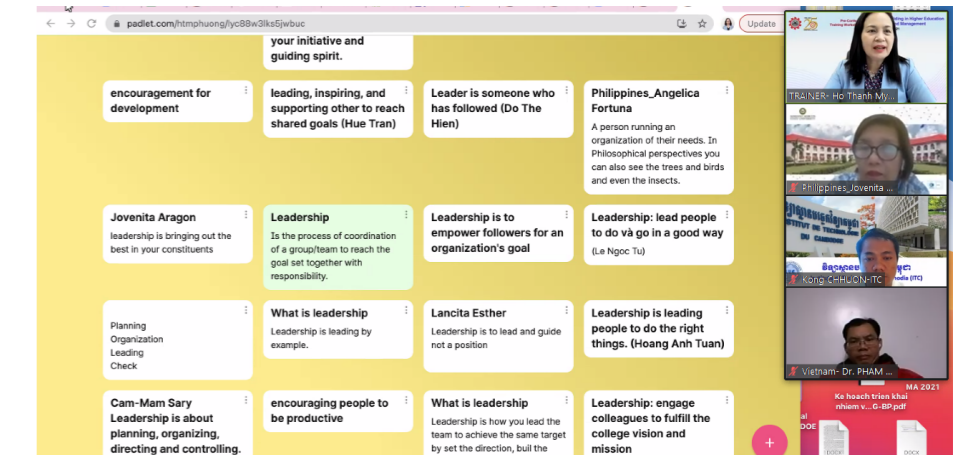 padlet.com/htmphuong/lyc88w3lks5jwbuc
Update
your initiative and
guiding spirit.
encouragement for
development
leading, inspiring, and
supporting other to reach
shared goals (Hue Tran)
Leader is someone who
has followed (Do The
Hien)
Philippines_Angelica
Fortuna
A person running an
organization of their needs. In
Philosophical perspectives you
can also see the trees and birds
and even the insects.
Jovenita Aragon
leadership is bringing out the
best in your constituents
Leadership
Is the process of coordination
of a group/team to reach the
goal set together with
responsibility.
Leadership is to
empower followers for an
organization's goal
Leadership: lead people
to do và go in a good way
(Le Ngoc Tu)
Planning
Organization
Leading
Check
What is leadership
Leadership is leading by
example.
Lancita Esther
Leadership is to lead and guide
not a position
Leadership is leading
people to do the right
things. (Hoang Anh Tuan)
Cam-Mam Sary
Leadership is about
planning, organizing,
directing and controlling.
encouraging people to
be productive
What is leadership
Leadership is how you lead the
team to achieve the same target
by set the direction, buil the
Leadership: engage
colleagues to fulfill the
college vision and
mission
+
TRAINER- Ho Thanh My...
Philippines_Jovenita ...
Kong CHHUON-ITC
Vietnam- Dr. PHAM ...
MA 2021
Ke hoach trien khai
nhiem v...G-BP.pdf
DOCX